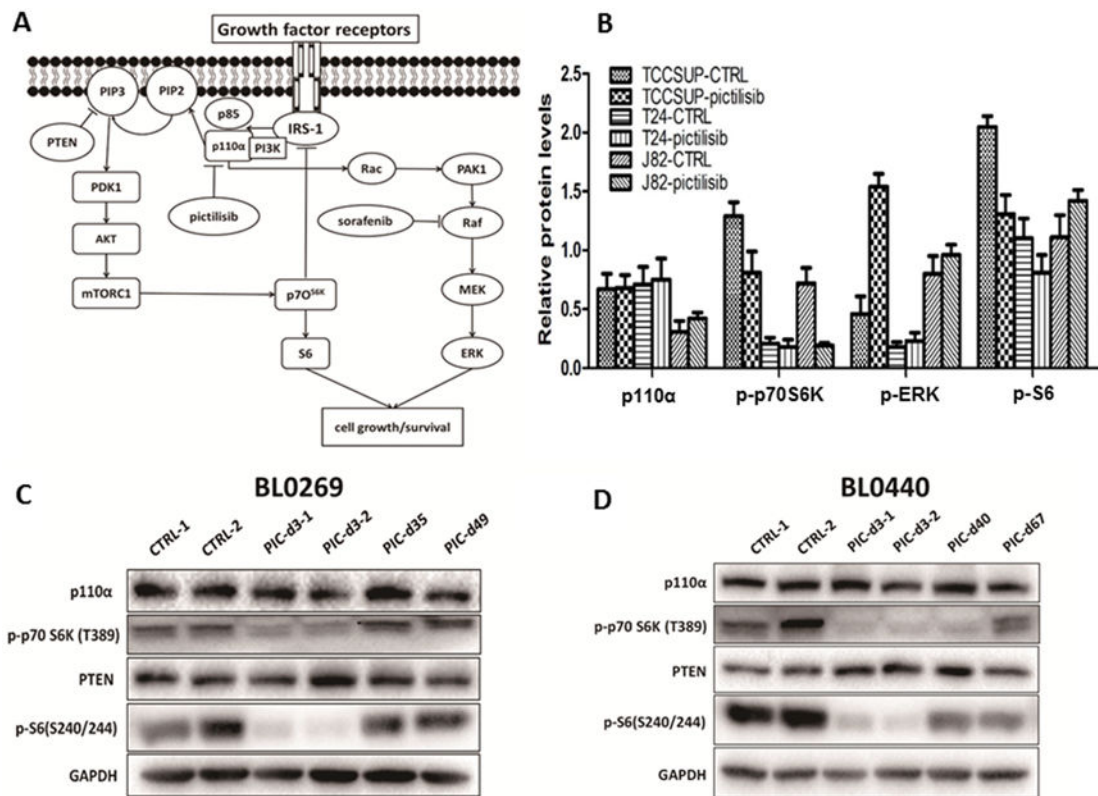 A
Growth factor receptors
PIP3
PIP2
p85
IRS-1
PTEN
p110α
PI3K
Rac
PAK1
PDK1
pictilisib
sorafenib
Raf
AKT
mTORC1
p70S6K
MEK
S6
ERK
cell growth/survival
B
Relative protein levels
2.5
2.0
1.5
1.0
0.5
0.0
TCCSUP-CTRL
TCCSUP-pictilisib
T24-CTRL
T24-pictilisib
J82-CTRL
J82-pictilisib
p110α
p-p70S6K
p-ERK
p-S6
C
BL0269
CTRL-1 CTRL-2 PIC-d3-1 PIC-d3-2 PIC-d35 PIC-d49
p110α
p-p70 S6K (T389)
PTEN
p-S6(S240/244)
GAPDH
D
BL0440
CTRL-1 CTRL-2 PIC-d3-1 PIC-d3-2 PIC-d40 PIC-d67
p110α
p-p70 S6K (T389)
PTEN
p-S6(S240/244)
GAPDH